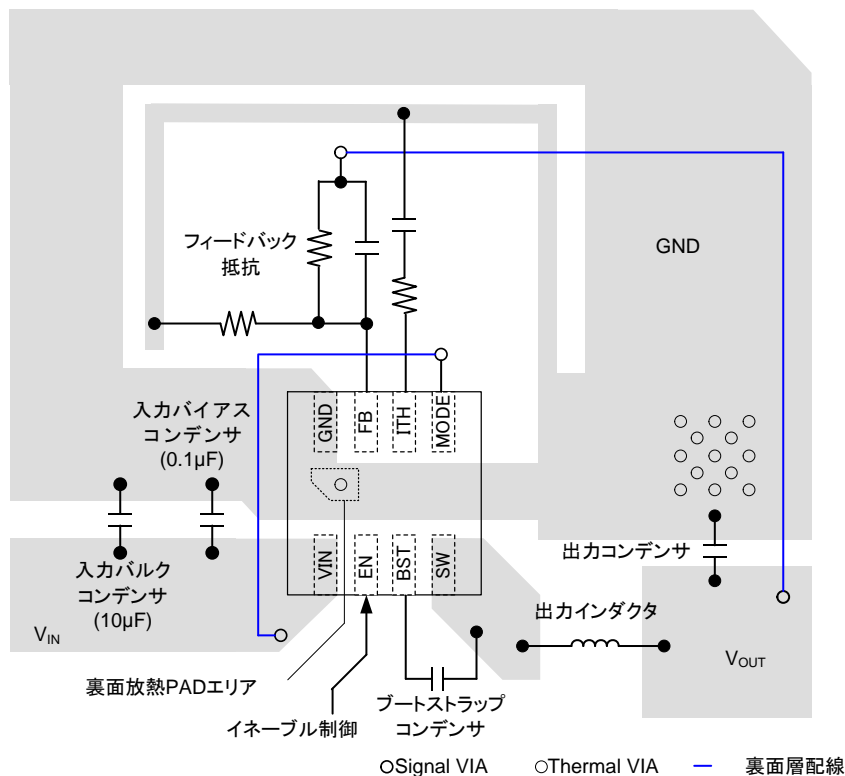 フィードバック
抵抗
GND
入力バイアス
コンデンサ
(0.1µF)
GND
FB
ITH
MODE
入力バルク
コンデンサ
(10µF)
VIN
EN
BST
SW
出力コンデンサ
出力インダクタ
VIN
VOUT
裏面放熱PADエリア
イネーブル制御
ブートストラップ
コンデンサ
Signal VIA
Thermal VIA
裏面層配線